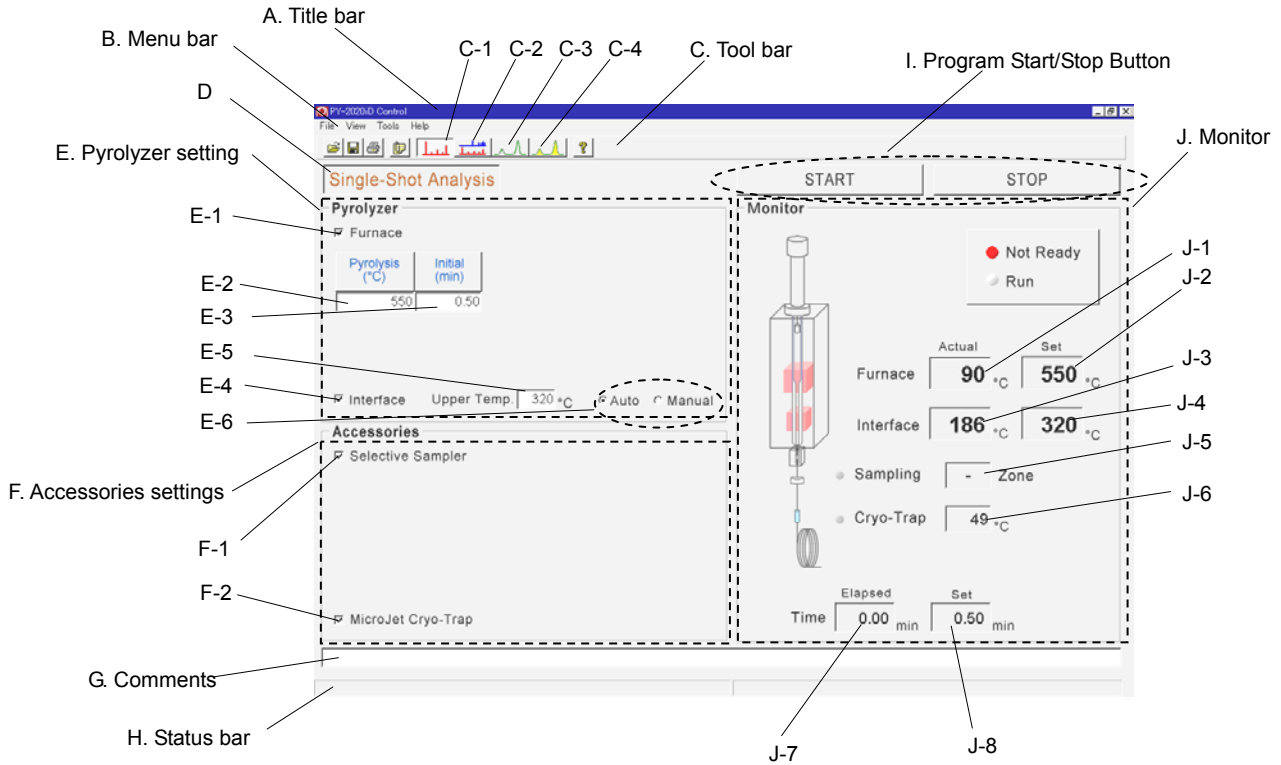 A. Title bar
B. Menu bar
C-1 C-2 C-3 C-4 C. Tool bar
I. Program Start/Stop Button
D
PY-2020iD Control
File View Tools Help
J. Monitor
E. Pyrolyzer setting
Single-Shot Analysis START STOP
Pyrolyzer Monitor
E-1
Furnace
Not Ready
J-1
Pyrolysis (°C) Initial (min)
Run
J-2
E-2
550 0.50
E-3
Actual Set
J-3
E-5
Furnace 90 °C 550 °C
E-4
Interface Upper Temp. 320 °C Auto Manual
J-4
E-6
Interface 186 °C 320 °C
Accessories
J-5
Selective Sampler
Sampling - Zone
F. Accessories settings
J-6
Cryo-Trap 49 °C
F-1
F-2
Elapsed Set
MicroJet Cryo-Trap
Time 0.00 min 0.50 min
G. Comments
H. Status bar
J-7 J-8